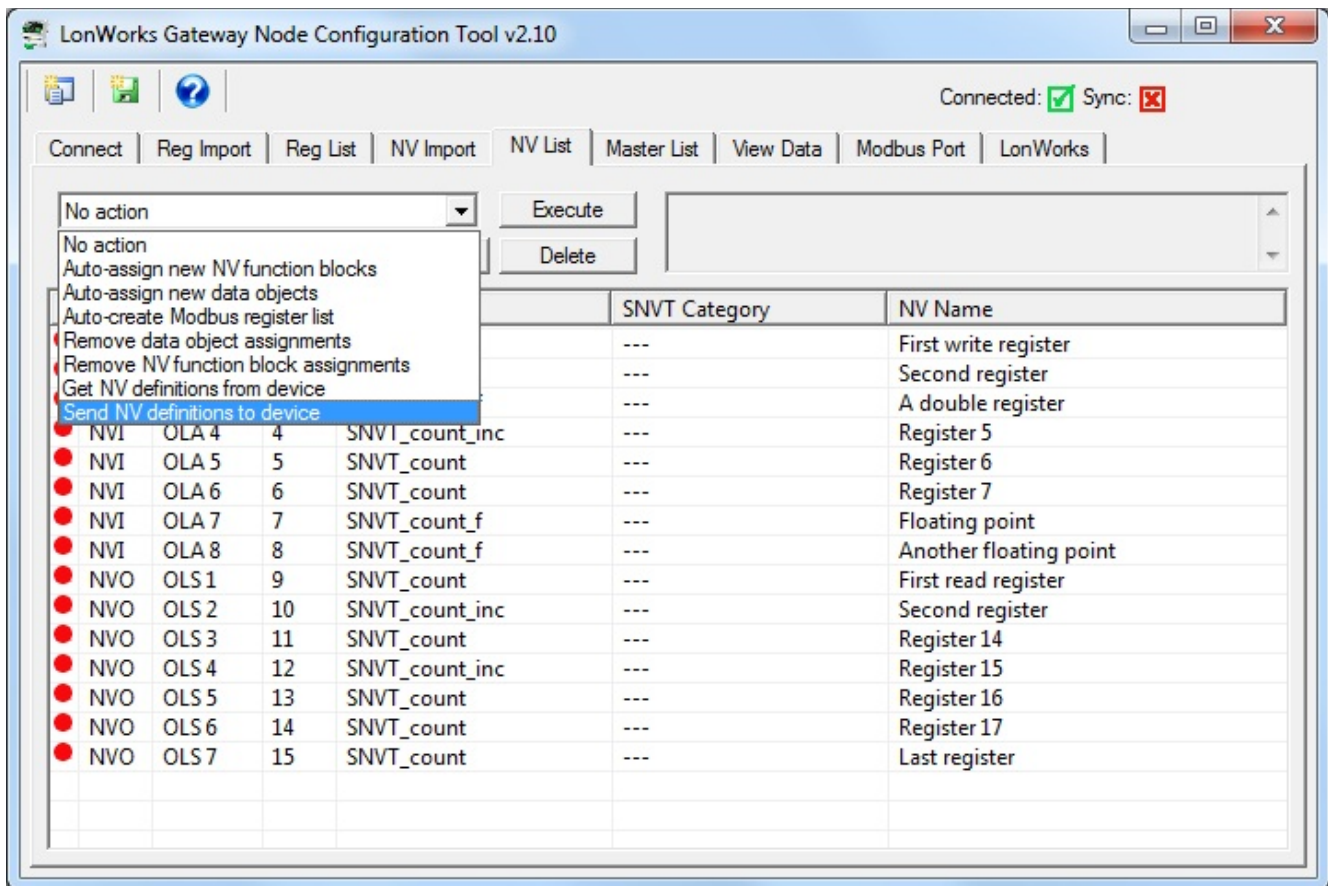 LonWorks Gateway Node Configuration Tool v2.10
Connected: Sync:
Connect Reg Import Reg List NV Import NV List Master List View Data Modbus Port LonWorks
No action Execute
Delete
No action
Auto-assign new NV function blocks
Auto-assign new data objects
Auto-create Modbus register list
Remove data object assignments
Remove NV function block assignments
Get NV definitions from device
Send NV definitions to device
SNVT Category NV Name
--- First write register
--- Second register
--- A double register
NVI OLA 4 4 SNVT_count_inc --- Register 5
NVI OLA 5 5 SNVT_count --- Register 6
NVI OLA 6 6 SNVT_count --- Register 7
NVI OLA 7 7 SNVT_count_f --- Floating point
NVI OLA 8 8 SNVT_count_f --- Another floating point
NVO OLS 1 9 SNVT_count --- First read register
NVO OLS 2 10 SNVT_count_inc --- Second register
NVO OLS 3 11 SNVT_count --- Register 14
NVO OLS 4 12 SNVT_count_inc --- Register 15
NVO OLS 5 13 SNVT_count --- Register 16
NVO OLS 6 14 SNVT_count --- Register 17
NVO OLS 7 15 SNVT_count --- Last register